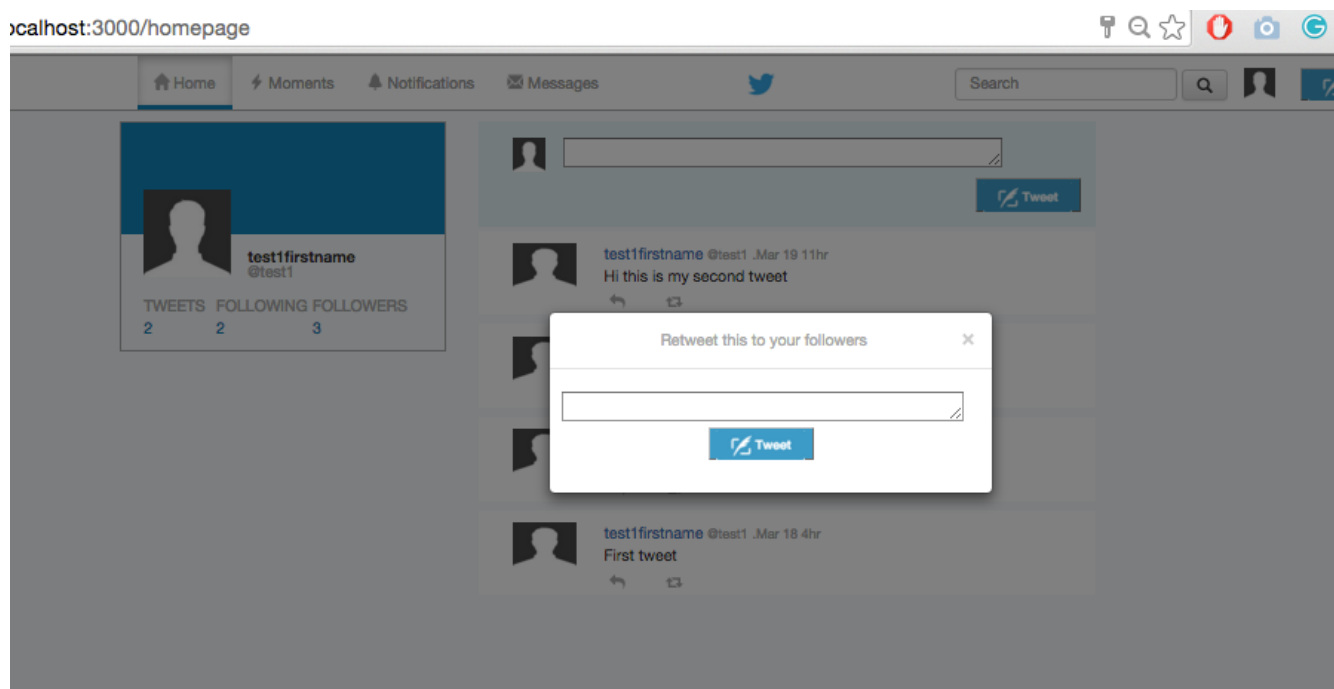 ocalhost:3000/homepage
Home Moments Notifications Messages Search
Tweet
test1firstname
@test1
TWEETS FOLLOWING FOLLOWERS
2 2 3
test1firstname @test1 .Mar 19 11hr
Hi this is my second tweet
Retweet this to your followers ×
Tweet
test1firstname @test1 .Mar 18 4hr
First tweet